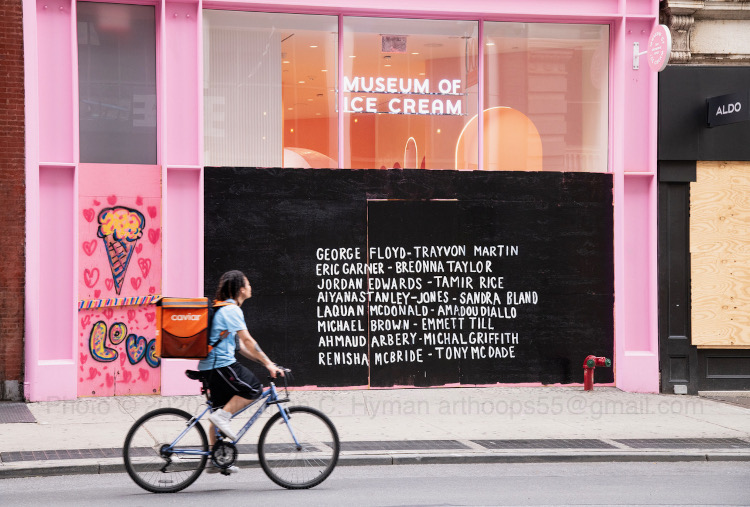 MUSEUM OF
ICE CREAM
ALDO
GEORGE FLOYD-TRAYVON MARTIN
ERIC GARNER - BREONNA TAYLOR
JORDAN EDWARDS - TAMIR RICE
AIYANA STANLEY-JONES - SANDRA BLAND
LAQUAN MCDONALD - AMADOU DIALLO
MICHAEL BROWN - EMMETT TILL
AHMAUD ARBERY - MICHAL GRIFFITH
RENISHA MCBRIDE - TONY MCDADE
caviar
LOVE
Photo © C. Hyman arthoops55@gmail.com